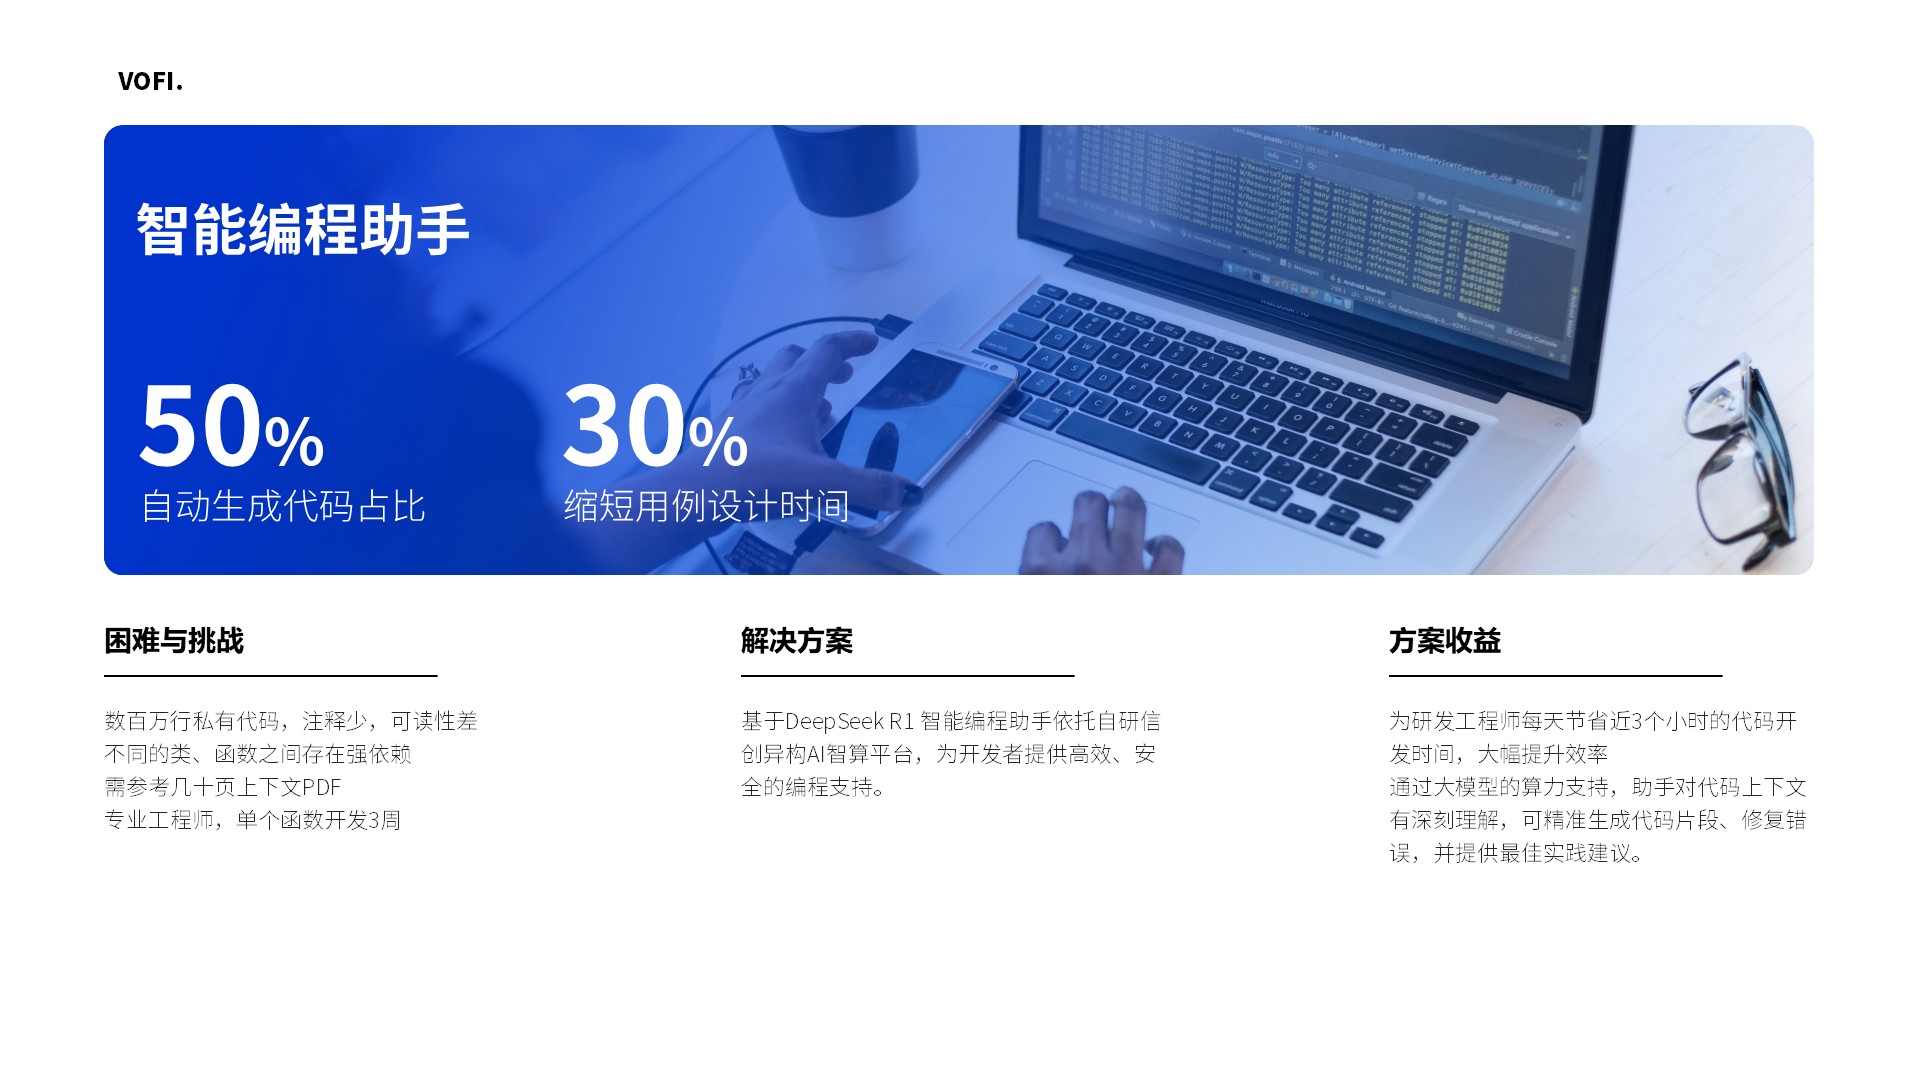 VOFI.
智能编程助手
50%
30%
自动生成代码占比
缩短用例设计时间
困难与挑战
解决方案
方案收益
数百万行私有代码，注释少，可读性差
不同的类、函数之间存在强依赖
需参考几十页上下文PDF
专业工程师，单个函数开发3周
基于DeepSeek R1 智能编程助手依托自研信
创异构AI智算平台，为开发者提供高效、安
全的编程支持。
为研发工程师每天节省近3个小时的代码开
发时间，大幅提升效率
通过大模型的算力支持，助手对代码上下文
有深刻理解，可精准生成代码片段、修复错
误，并提供最佳实践建议。